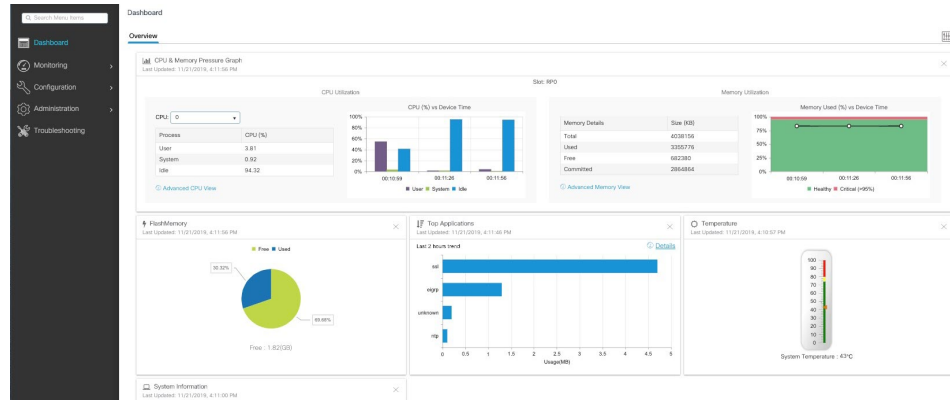 Search Menu Items
Dashboard
Monitoring
Configuration
Administration
Troubleshooting
Dashboard
Overview
CPU & Memory Pressure Graph
Last Updated: 11/21/2019, 4:11:56 PM
Slot: RP0
CPU Utilization
CPU: 0
Process CPU (%)
User 3.81
System 0.92
Idle 94.32
Advanced CPU View
CPU (%) vs Device Time
100%
80%
60%
40%
20%
0%
00:10:59 00:11:26 00:11:56
User System Idle
Memory Utilization
Memory Details Size (KB)
Total 4038156
Used 3355776
Free 682380
Committed 2864864
Advanced Memory View
Memory Used (%) vs Device Time
100%
75%
50%
25%
0%
00:10:59 00:11:26 00:11:56
Healthy Critical (>95%)
FlashMemory
Last Updated: 11/21/2019, 4:11:56 PM
Free Used
Free : 1.82(GB)
Top Applications
Last Updated: 11/21/2019, 4:11:46 PM
Last 2 hours trend
Details
ssl
eigrp
unknown
ntp
0 0.5 1 1.5 2 2.5 3 3.5 4 4.5 5
Usage(MB)
Temperature
Last Updated: 11/21/2019, 4:10:57 PM
100
90
80
70
60
50
40
30
20
10
0
System Temperature : 43°C
System Information
Last Updated: 11/21/2019, 4:11:00 PM